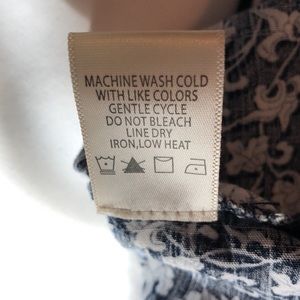 MACHINE WASH COLD
WITH LIKE COLORS
GENTLE CYCLE
DO NOT BLEACH
LINE DRY
IRON,LOW HEAT